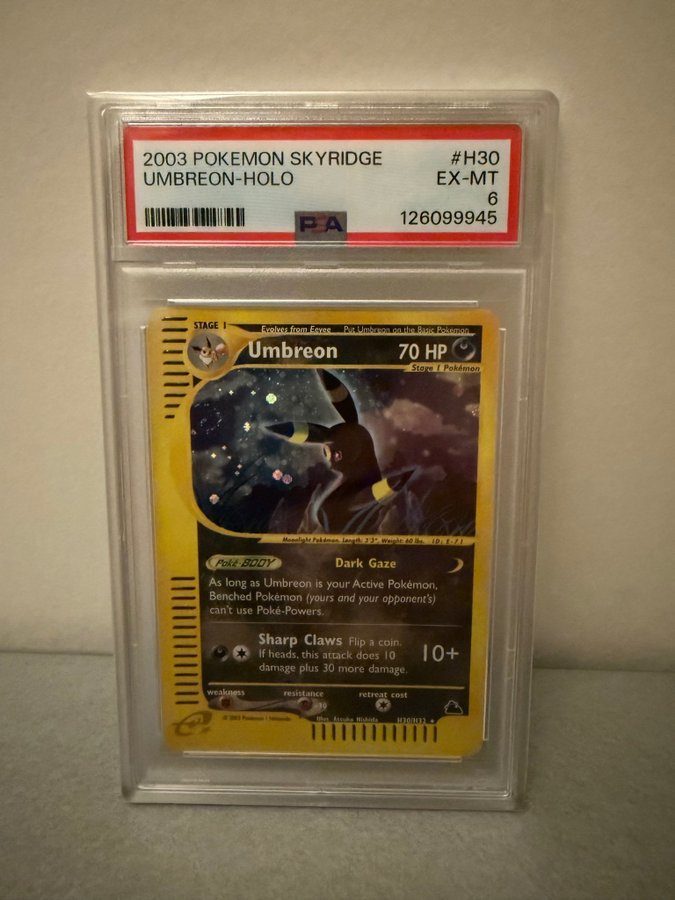 2003 POKEMON SKYRIDGE #H30
UMBREON-HOLO EX-MT
6
PSA 126099945
STAGE 1 Evolves from Eevee Put Umbreon on the Basic Pokémon
Umbreon 70 HP
Stage 1 Pokémon
Moonlight Pokémon. Length: 3'3", Weight: 60 lbs. ID: E-71
Poké-BODY Dark Gaze
As long as Umbreon is your Active Pokémon,
Benched Pokémon (yours and your opponent's)
can't use Poké-Powers.
Sharp Claws Flip a coin.
If heads, this attack does 10
damage plus 30 more damage.
10+
weakness resistance retreat cost
-30
e © 2003 Pokémon / Nintendo Illus. Atsuko Nishida H30/H32